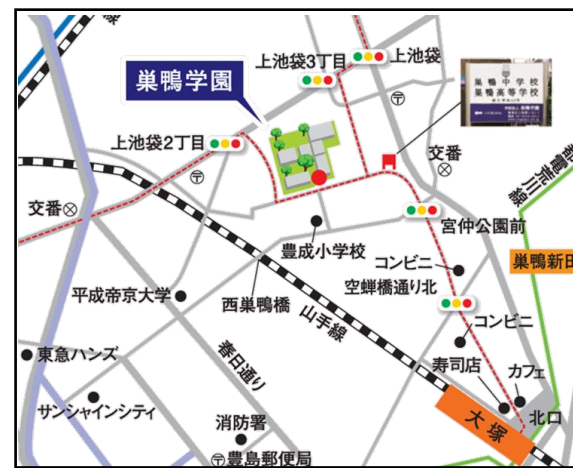 上池袋3丁目
上池袋
巣鴨学園
巣鴨中学校
巣鴨高等学校
上池袋2丁目
〒
〒
交番
都電荒川線
交番
宮仲公園前
豊成小学校
コンビニ
巣鴨新田
空蝉橋通り北
平成帝京大学
西巣鴨橋
山手線
コンビニ
春日通り
東急ハンズ
寿司店
カフェ
サンシャインシティ
北口
大塚
消防署
〒豊島郵便局